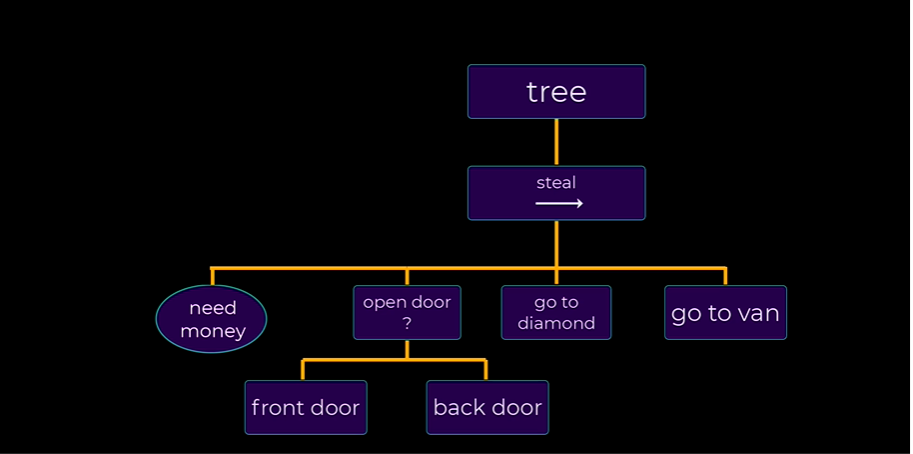 tree
steal
→
need
money
open door
?
go to
diamond
go to van
front door
back door